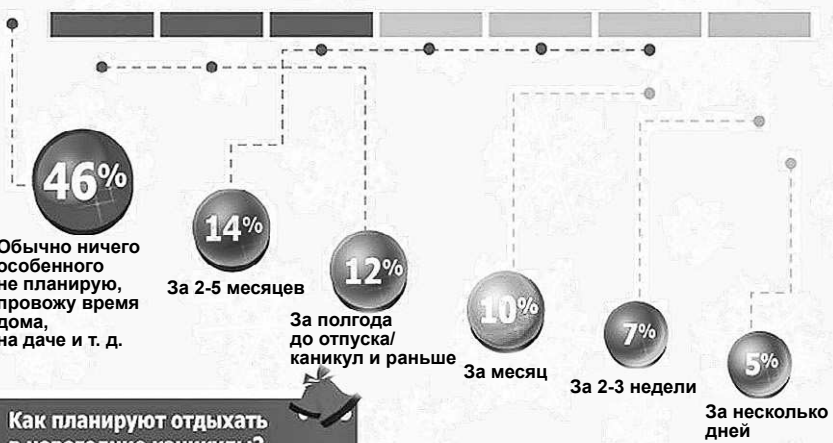 46%
Обычно ничего
особенного
не планирую,
провожу время
дома,
на даче и т. д.
14%
За 2-5 месяцев
12%
За полгода
до отпуска/
каникул и раньше
10%
За месяц
7%
За 2-3 недели
5%
За несколько
дней
Как планируют отдыхать
в новогодние каникулы?